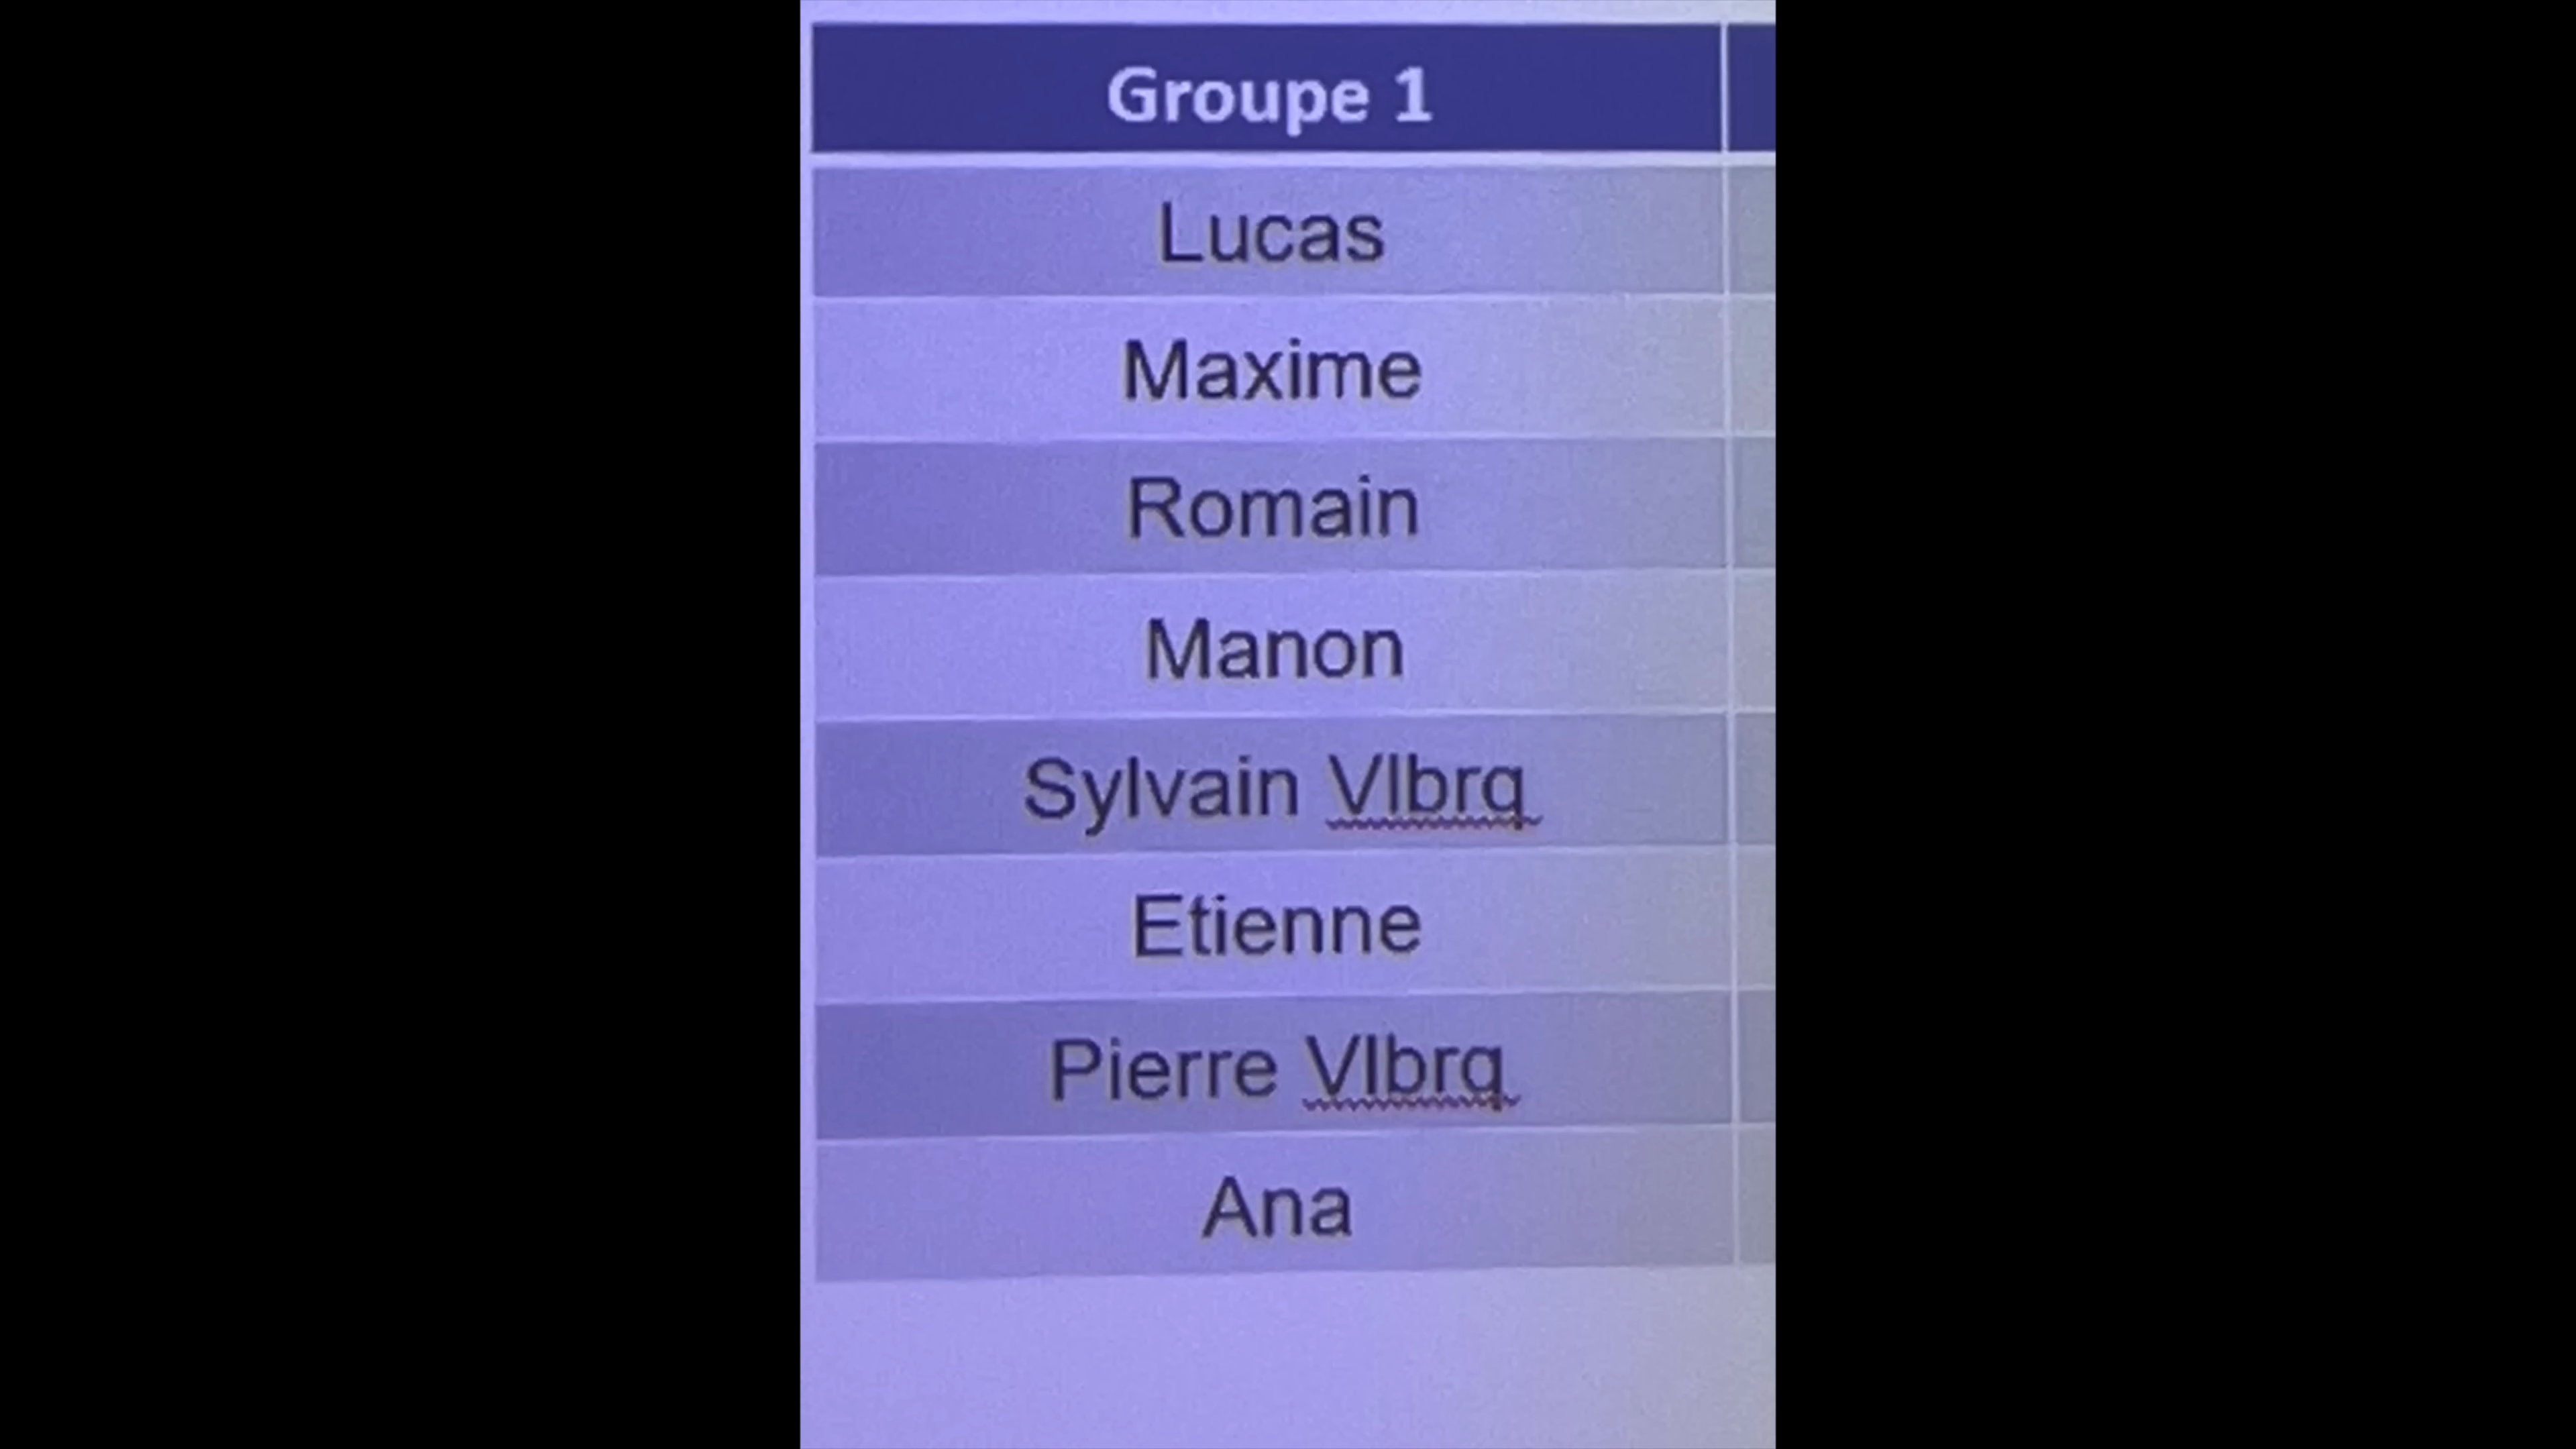 Groupe 1
Lucas
Maxime
Romain
Manon
Sylvain Vlbrq
Etienne
Pierre Vlbrq
Ana